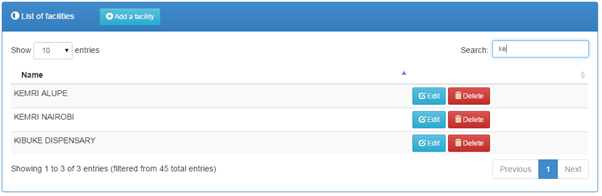 List of facilities Add a facility
Show 10 entries Search: ke
Name
KEMRI ALUPE Edit Delete
KEMRI NAIROBI Edit Delete
KIBUKE DISPENSARY Edit Delete
Showing 1 to 3 of 3 entries (filtered from 45 total entries) Previous 1 Next